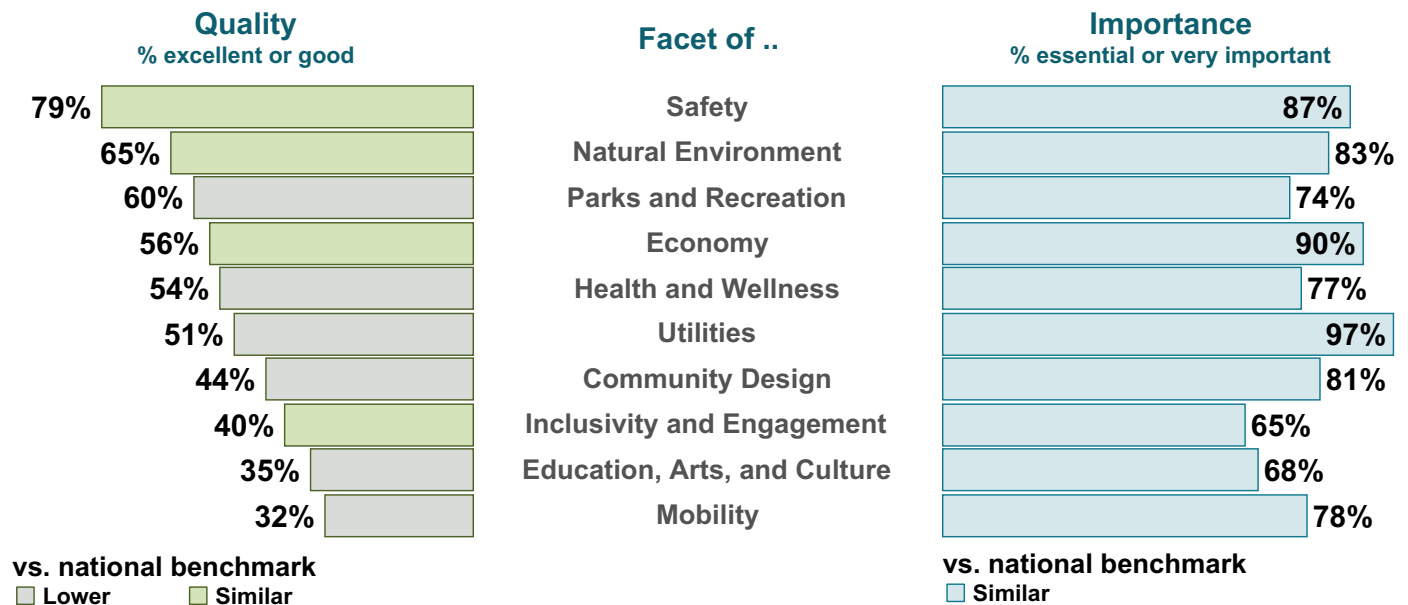 Quality
% excellent or good
Facet of ..
Importance
% essential or very important
79% Safety 87%
65% Natural Environment 83%
60% Parks and Recreation 74%
56% Economy 90%
54% Health and Wellness 77%
51% Utilities 97%
44% Community Design 81%
40% Inclusivity and Engagement 65%
35% Education, Arts, and Culture 68%
32% Mobility 78%
vs. national benchmark
Lower Similar
vs. national benchmark
Similar